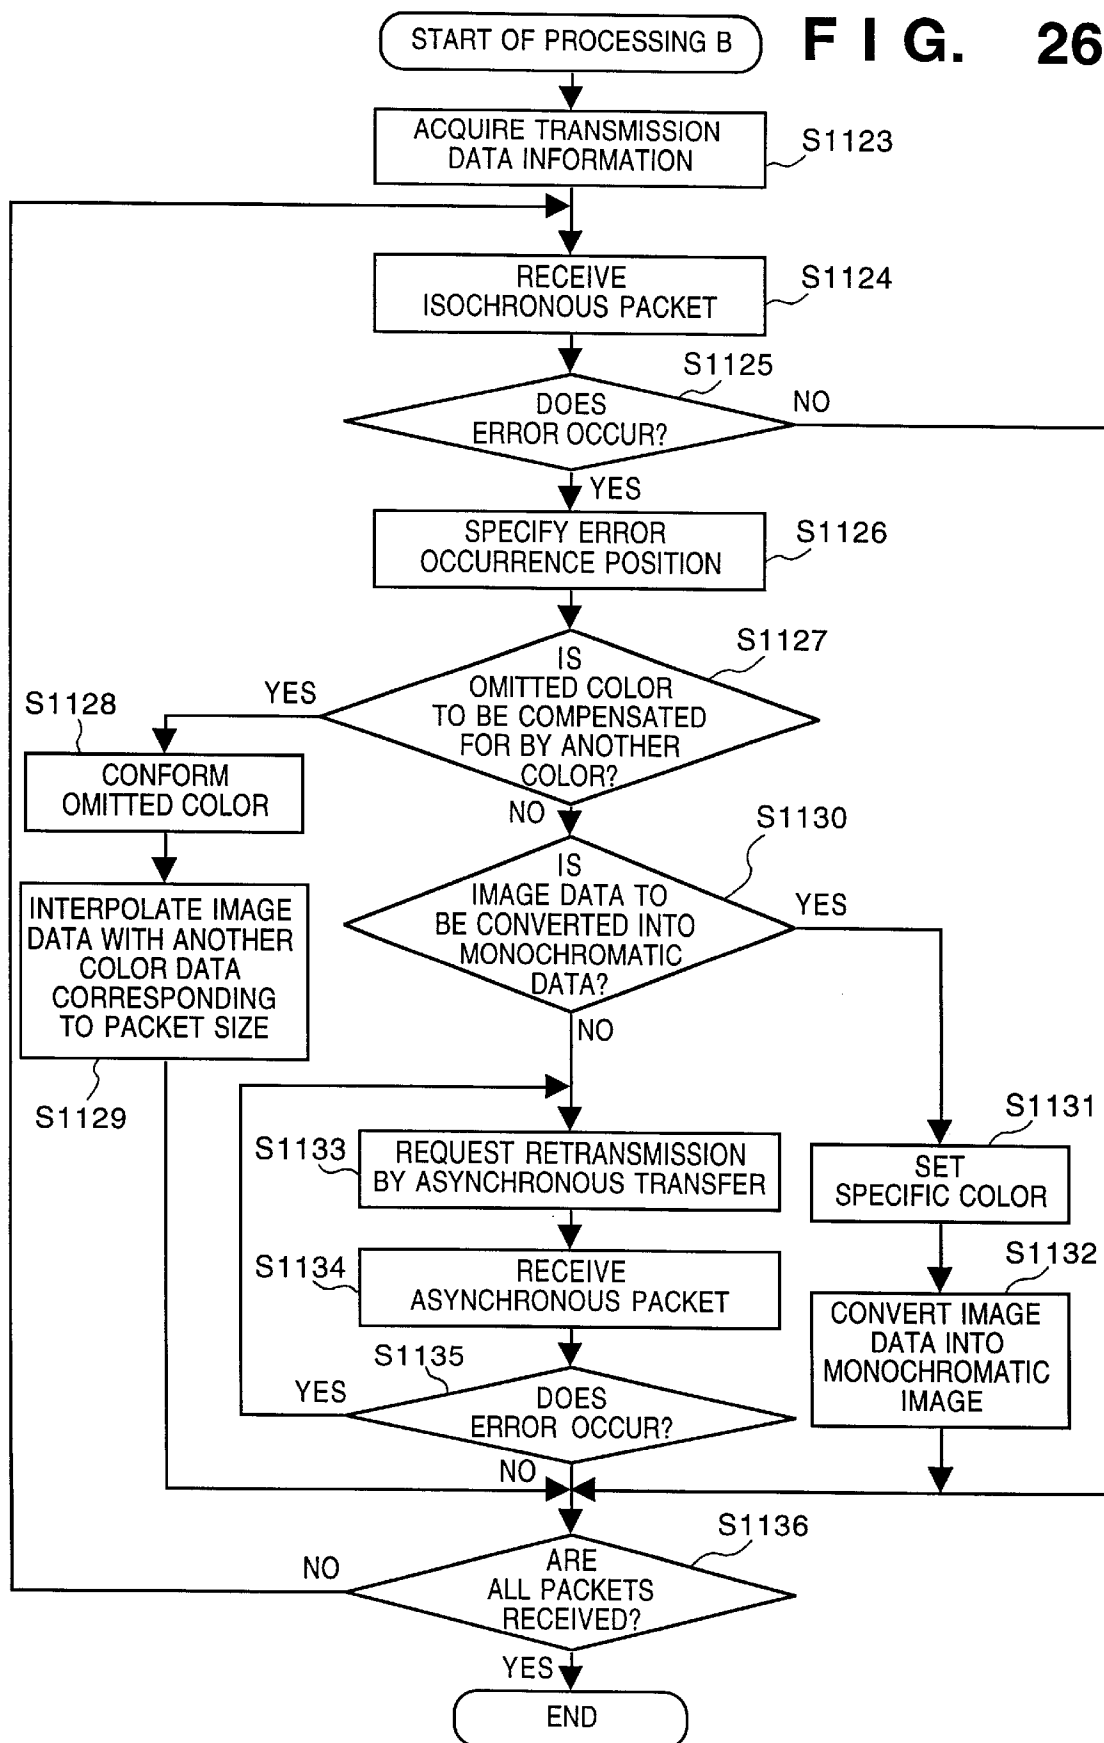 START OF PROCESSING B
F I G. 26
ACQUIRE TRANSMISSION
DATA INFORMATION
S1123
RECEIVE
ISOCHRONOUS PACKET
S1124
S1125
DOES
ERROR OCCUR?
NO
YES
SPECIFY ERROR
OCCURRENCE POSITION
S1126
S1127
IS
OMITTED COLOR
TO BE COMPENSATED
FOR BY ANOTHER
COLOR?
YES
NO
S1128
CONFORM
OMITTED COLOR
INTERPOLATE IMAGE
DATA WITH ANOTHER
COLOR DATA
CORRESPONDING
TO PACKET SIZE
S1129
S1130
IS
IMAGE DATA TO
BE CONVERTED INTO
MONOCHROMATIC
DATA?
YES
NO
S1131
SET
SPECIFIC COLOR
S1132
CONVERT IMAGE
DATA INTO
MONOCHROMATIC
IMAGE
S1133
REQUEST RETRANSMISSION
BY ASYNCHRONOUS TRANSFER
S1134
RECEIVE
ASYNCHRONOUS PACKET
S1135
DOES
ERROR OCCUR?
YES
NO
S1136
ARE
ALL PACKETS
RECEIVED?
NO
YES
END